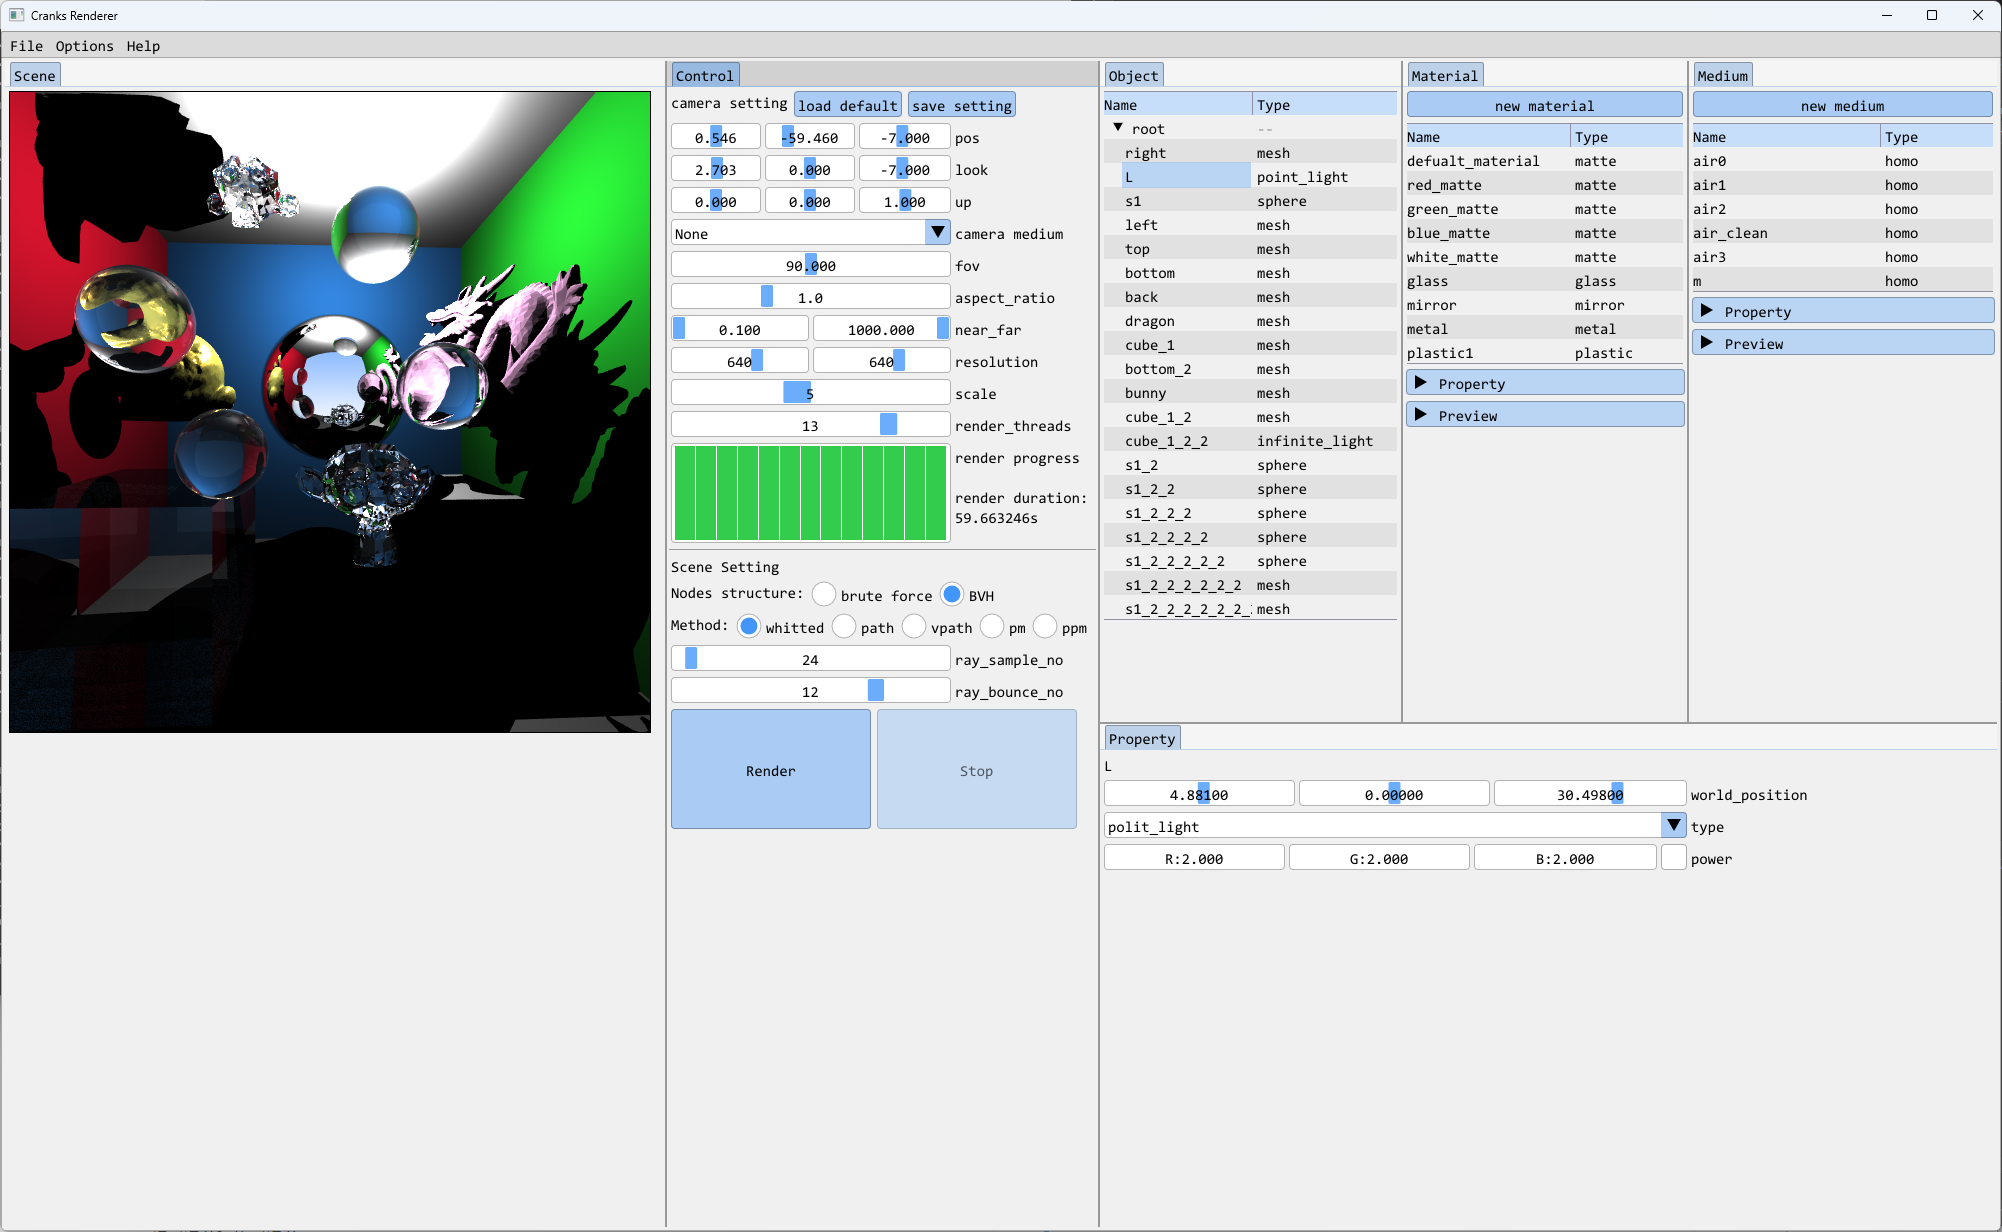 Cranks Renderer
File Options Help
Scene
Control
camera setting load default save setting
0.546 -59.460 -7.000 pos
2.703 0.000 -7.000 look
0.000 0.000 1.000 up
None camera medium
90.000 fov
1.0 aspect_ratio
0.100 1000.000 near_far
640 640 resolution
5 scale
13 render_threads
render progress
render duration:
59.663246s
Scene Setting
Nodes structure: brute force BVH
Method: whitted path vpath pm ppm
24 ray_sample_no
12 ray_bounce_no
Render Stop
Object
Name Type
root --
right mesh
L point_light
s1 sphere
left mesh
top mesh
bottom mesh
back mesh
dragon mesh
cube_1 mesh
bottom_2 mesh
bunny mesh
cube_1_2 mesh
cube_1_2_2 infinite_light
s1_2 sphere
s1_2_2 sphere
s1_2_2_2 sphere
s1_2_2_2_2 sphere
s1_2_2_2_2_2 sphere
s1_2_2_2_2_2_2 mesh
s1_2_2_2_2_2_2_ mesh
Material
new material
Name Type
defualt_material matte
red_matte matte
green_matte matte
blue_matte matte
white_matte matte
glass glass
mirror mirror
metal metal
plastic1 plastic
Property
Preview
Medium
new medium
Name Type
air0 homo
air1 homo
air2 homo
air_clean homo
air3 homo
m homo
Property
Preview
Property
L
4.88100 0.00000 30.49800 world_position
polit_light type
R:2.000 G:2.000 B:2.000 power